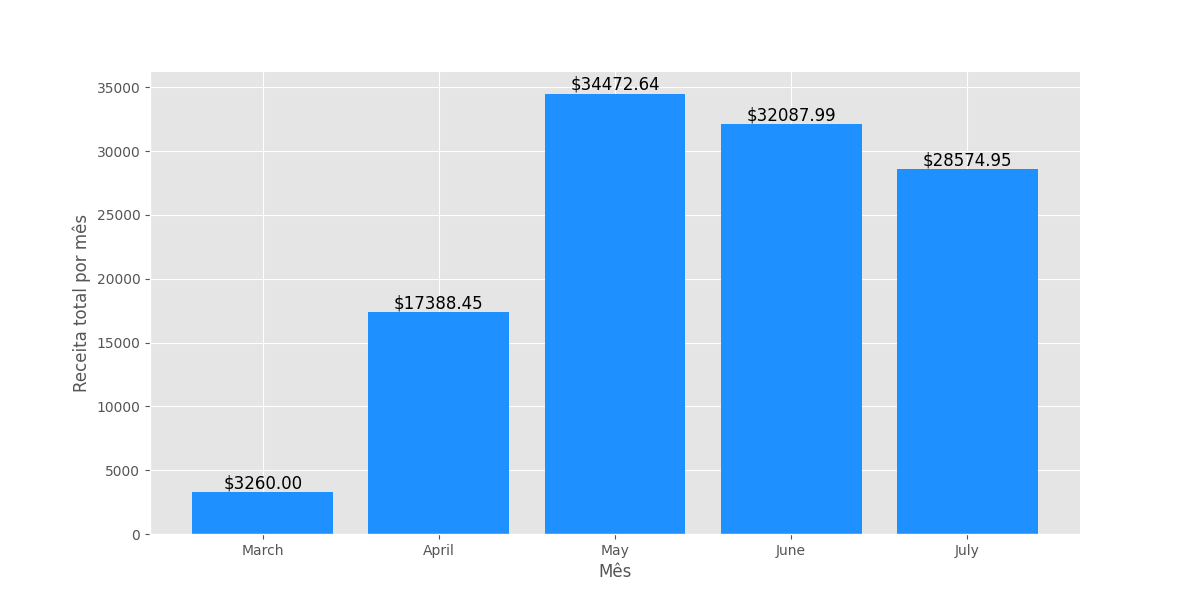 35000
30000
25000
20000
15000
10000
5000
0
Receita total por mês
$3260.00
$17388.45
$34472.64
$32087.99
$28574.95
March
April
May
June
July
Mês